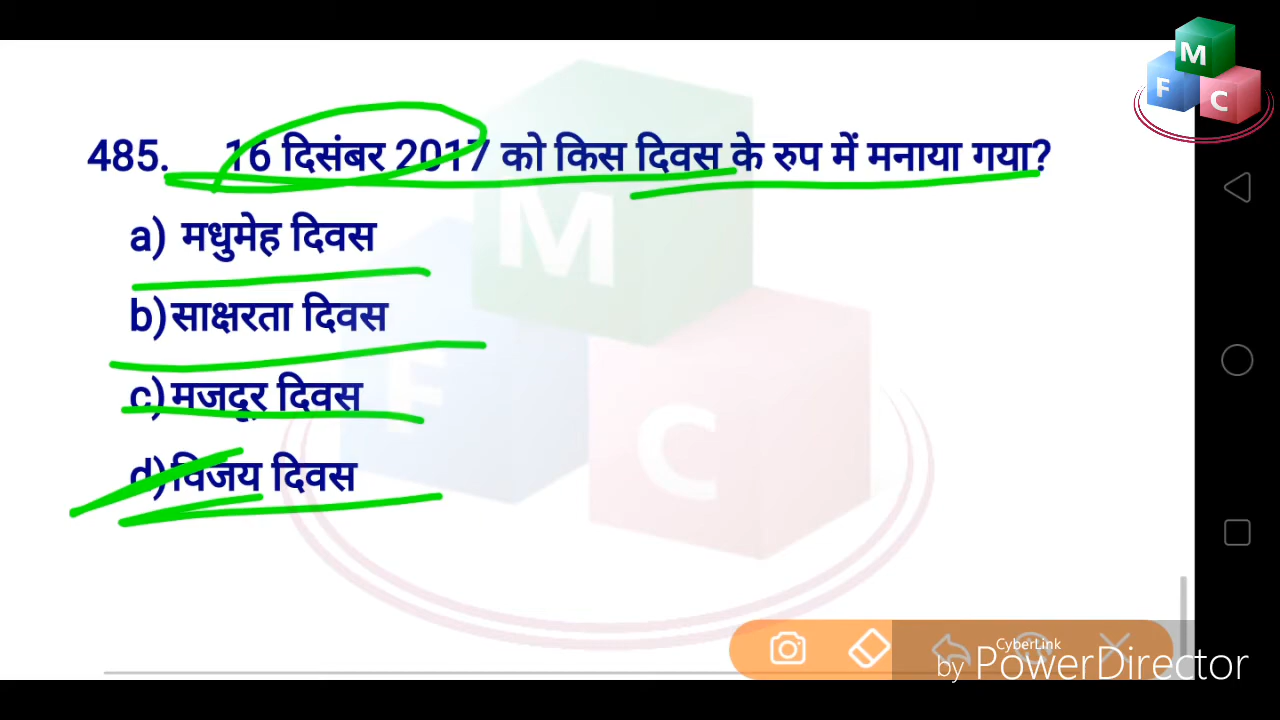 M
F
C
485. 16 दिसंबर 2017 को किस दिवस के रुप में मनाया गया?
a) मधुमेह दिवस
b)साक्षरता दिवस
c)मजदूर दिवस
d)विजय दिवस
M
F
C
CyberLink
by PowerDirector